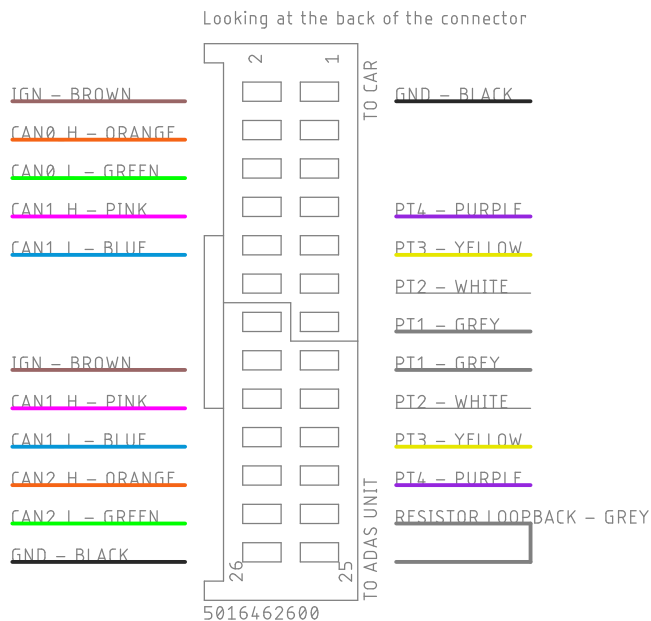 Looking at the back of the connector
2 1
TO CAR
IGN - BROWN
GND - BLACK
CAN0 H - ORANGE
CAN0 L - GREEN
CAN1 H - PINK
PT4 - PURPLE
CAN1 L - BLUE
PT3 - YELLOW
PT2 - WHITE
PT1 - GREY
IGN - BROWN
PT1 - GREY
CAN1 H - PINK
PT2 - WHITE
CAN1 L - BLUE
PT3 - YELLOW
CAN2 H - ORANGE
PT4 - PURPLE
CAN2 L - GREEN
RESISTOR LOOPBACK - GREY
GND - BLACK
26 25
TO ADAS UNIT
5016462600